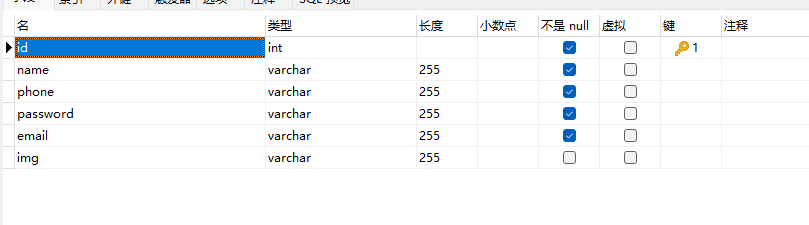 名 类型 长度 小数点 不是 null 虚拟 键 注释
id int 1
name varchar 255
phone varchar 255
password varchar 255
email varchar 255
img varchar 255